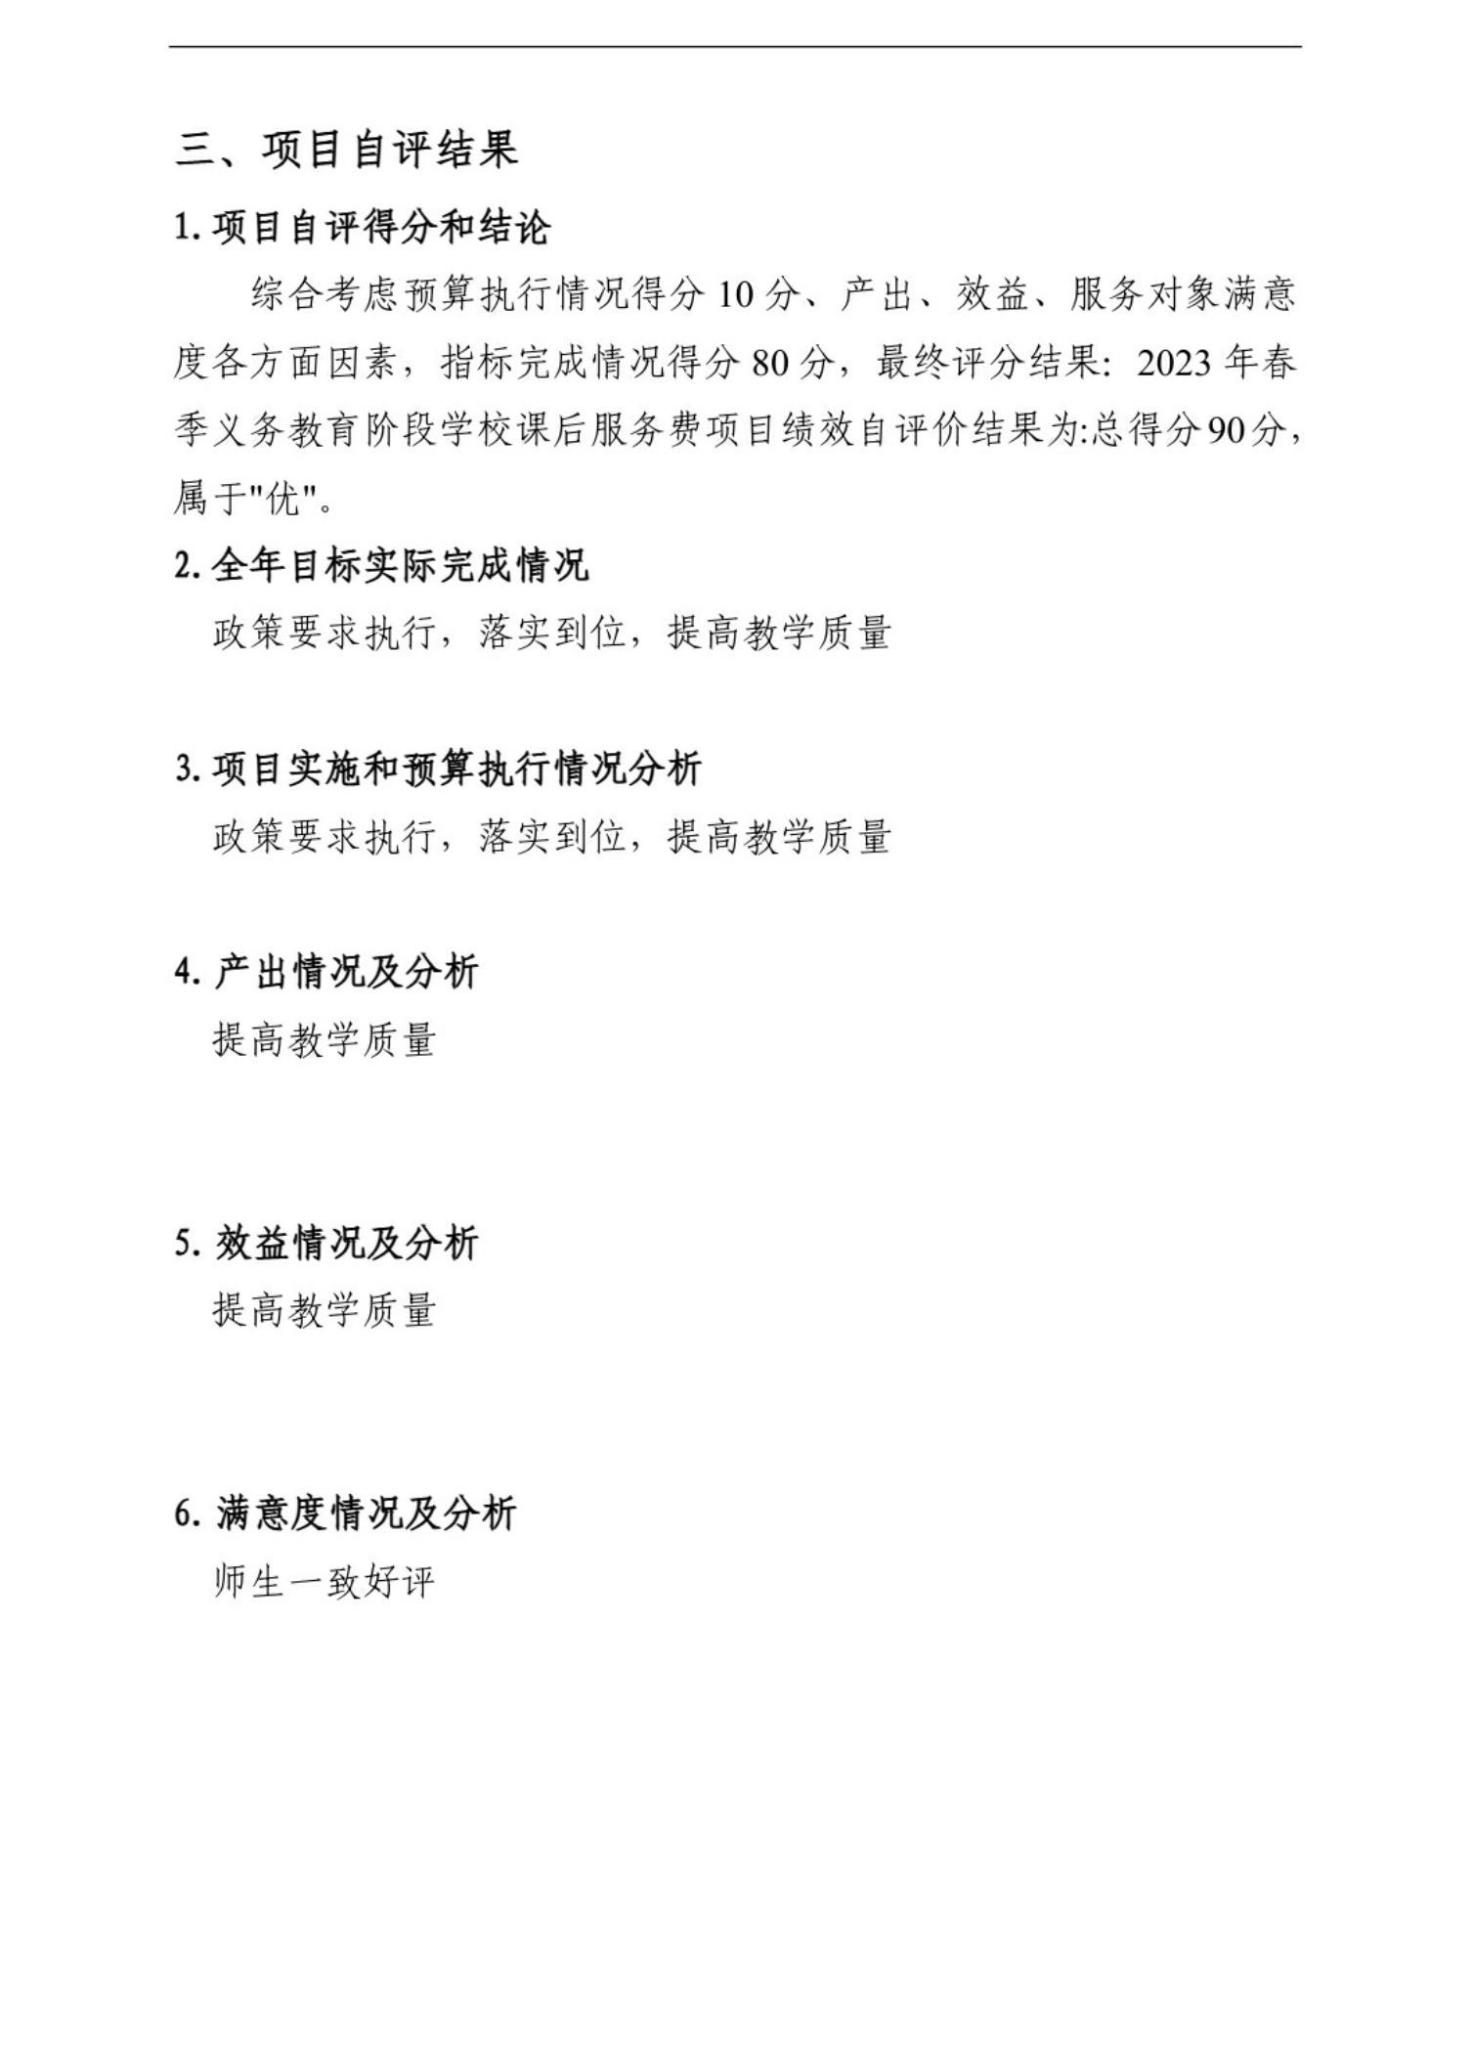 三、项目自评结果
1. 项目自评得分和结论
综合考虑预算执行情况得分 10 分、产出、效益、服务对象满意
度各方面因素，指标完成情况得分 80 分，最终评分结果：2023 年春
季义务教育阶段学校课后服务费项目绩效自评价结果为:总得分 90 分，
属于"优"。
2. 全年目标实际完成情况
政策要求执行，落实到位，提高教学质量
3. 项目实施和预算执行情况分析
政策要求执行，落实到位，提高教学质量
4. 产出情况及分析
提高教学质量
5. 效益情况及分析
提高教学质量
6. 满意度情况及分析
师生一致好评